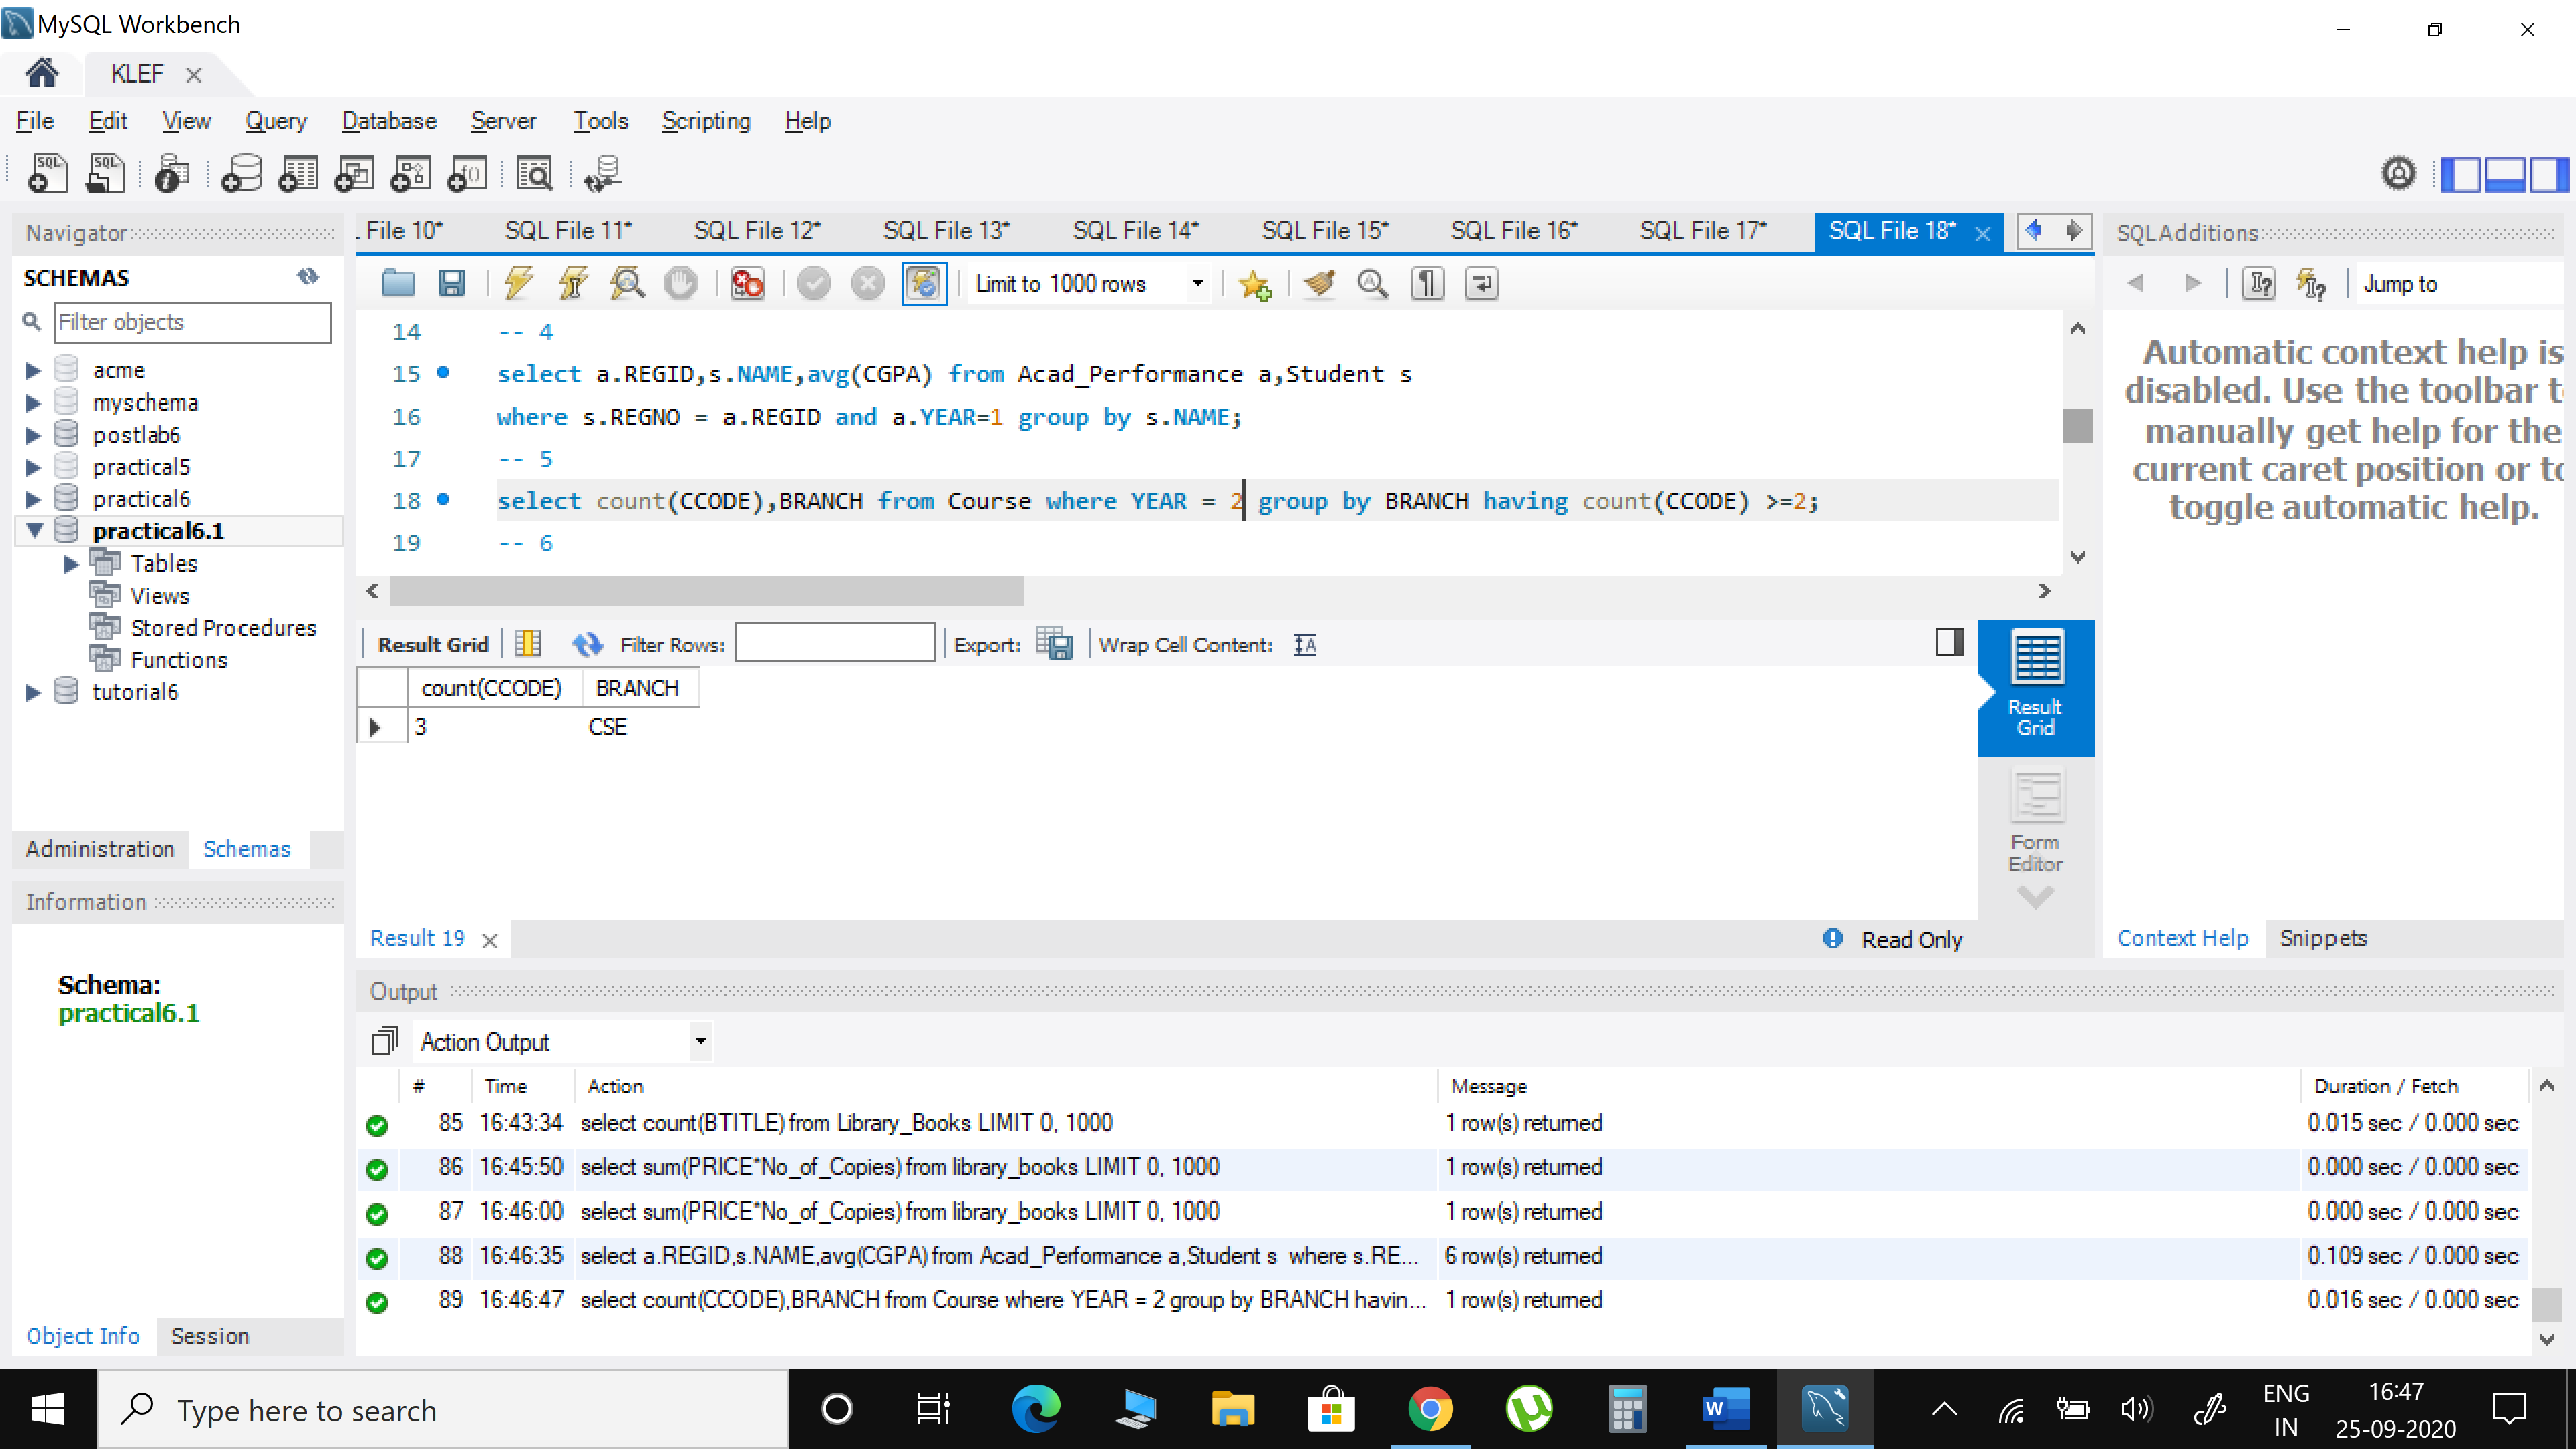 MySQL Workbench
KLEF
File Edit View Query Database Server Tools Scripting Help
Navigator
SCHEMAS
Filter objects
acme
myschema
postlab6
practical5
practical6
practical6.1
Tables
Views
Stored Procedures
Functions
tutorial6
Administration Schemas
Information
Schema:
practical6.1
Object Info Session
File 10* SQL File 11* SQL File 12* SQL File 13* SQL File 14* SQL File 15* SQL File 16* SQL File 17* SQL File 18*
Limit to 1000 rows
14 -- 4
15 select a.REGID,s.NAME,avg(CGPA) from Acad_Performance a,Student s
16 where s.REGNO = a.REGID and a.YEAR=1 group by s.NAME;
17 -- 5
18 select count(CCODE),BRANCH from Course where YEAR = 2 group by BRANCH having count(CCODE) >=2;
19 -- 6
Result Grid Filter Rows: Export: Wrap Cell Content:
count(CCODE) BRANCH
3 CSE
Result
Grid
Form
Editor
Result 19 Read Only
SQLAdditions
Jump to
Automatic context help is
disabled. Use the toolbar to
manually get help for the
current caret position or to
toggle automatic help.
Context Help Snippets
Output
Action Output
# Time Action Message Duration / Fetch
85 16:43:34 select count(BTITLE) from Library_Books LIMIT 0, 1000 1 row(s) returned 0.015 sec / 0.000 sec
86 16:45:50 select sum(PRICE*No_of_Copies) from library_books LIMIT 0, 1000 1 row(s) returned 0.000 sec / 0.000 sec
87 16:46:00 select sum(PRICE*No_of_Copies) from library_books LIMIT 0, 1000 1 row(s) returned 0.000 sec / 0.000 sec
88 16:46:35 select a.REGID,s.NAME,avg(CGPA) from Acad_Performance a,Student s where s.RE... 6 row(s) returned 0.109 sec / 0.000 sec
89 16:46:47 select count(CCODE),BRANCH from Course where YEAR = 2 group by BRANCH havin... 1 row(s) returned 0.016 sec / 0.000 sec
Type here to search
ENG
IN
16:47
25-09-2020